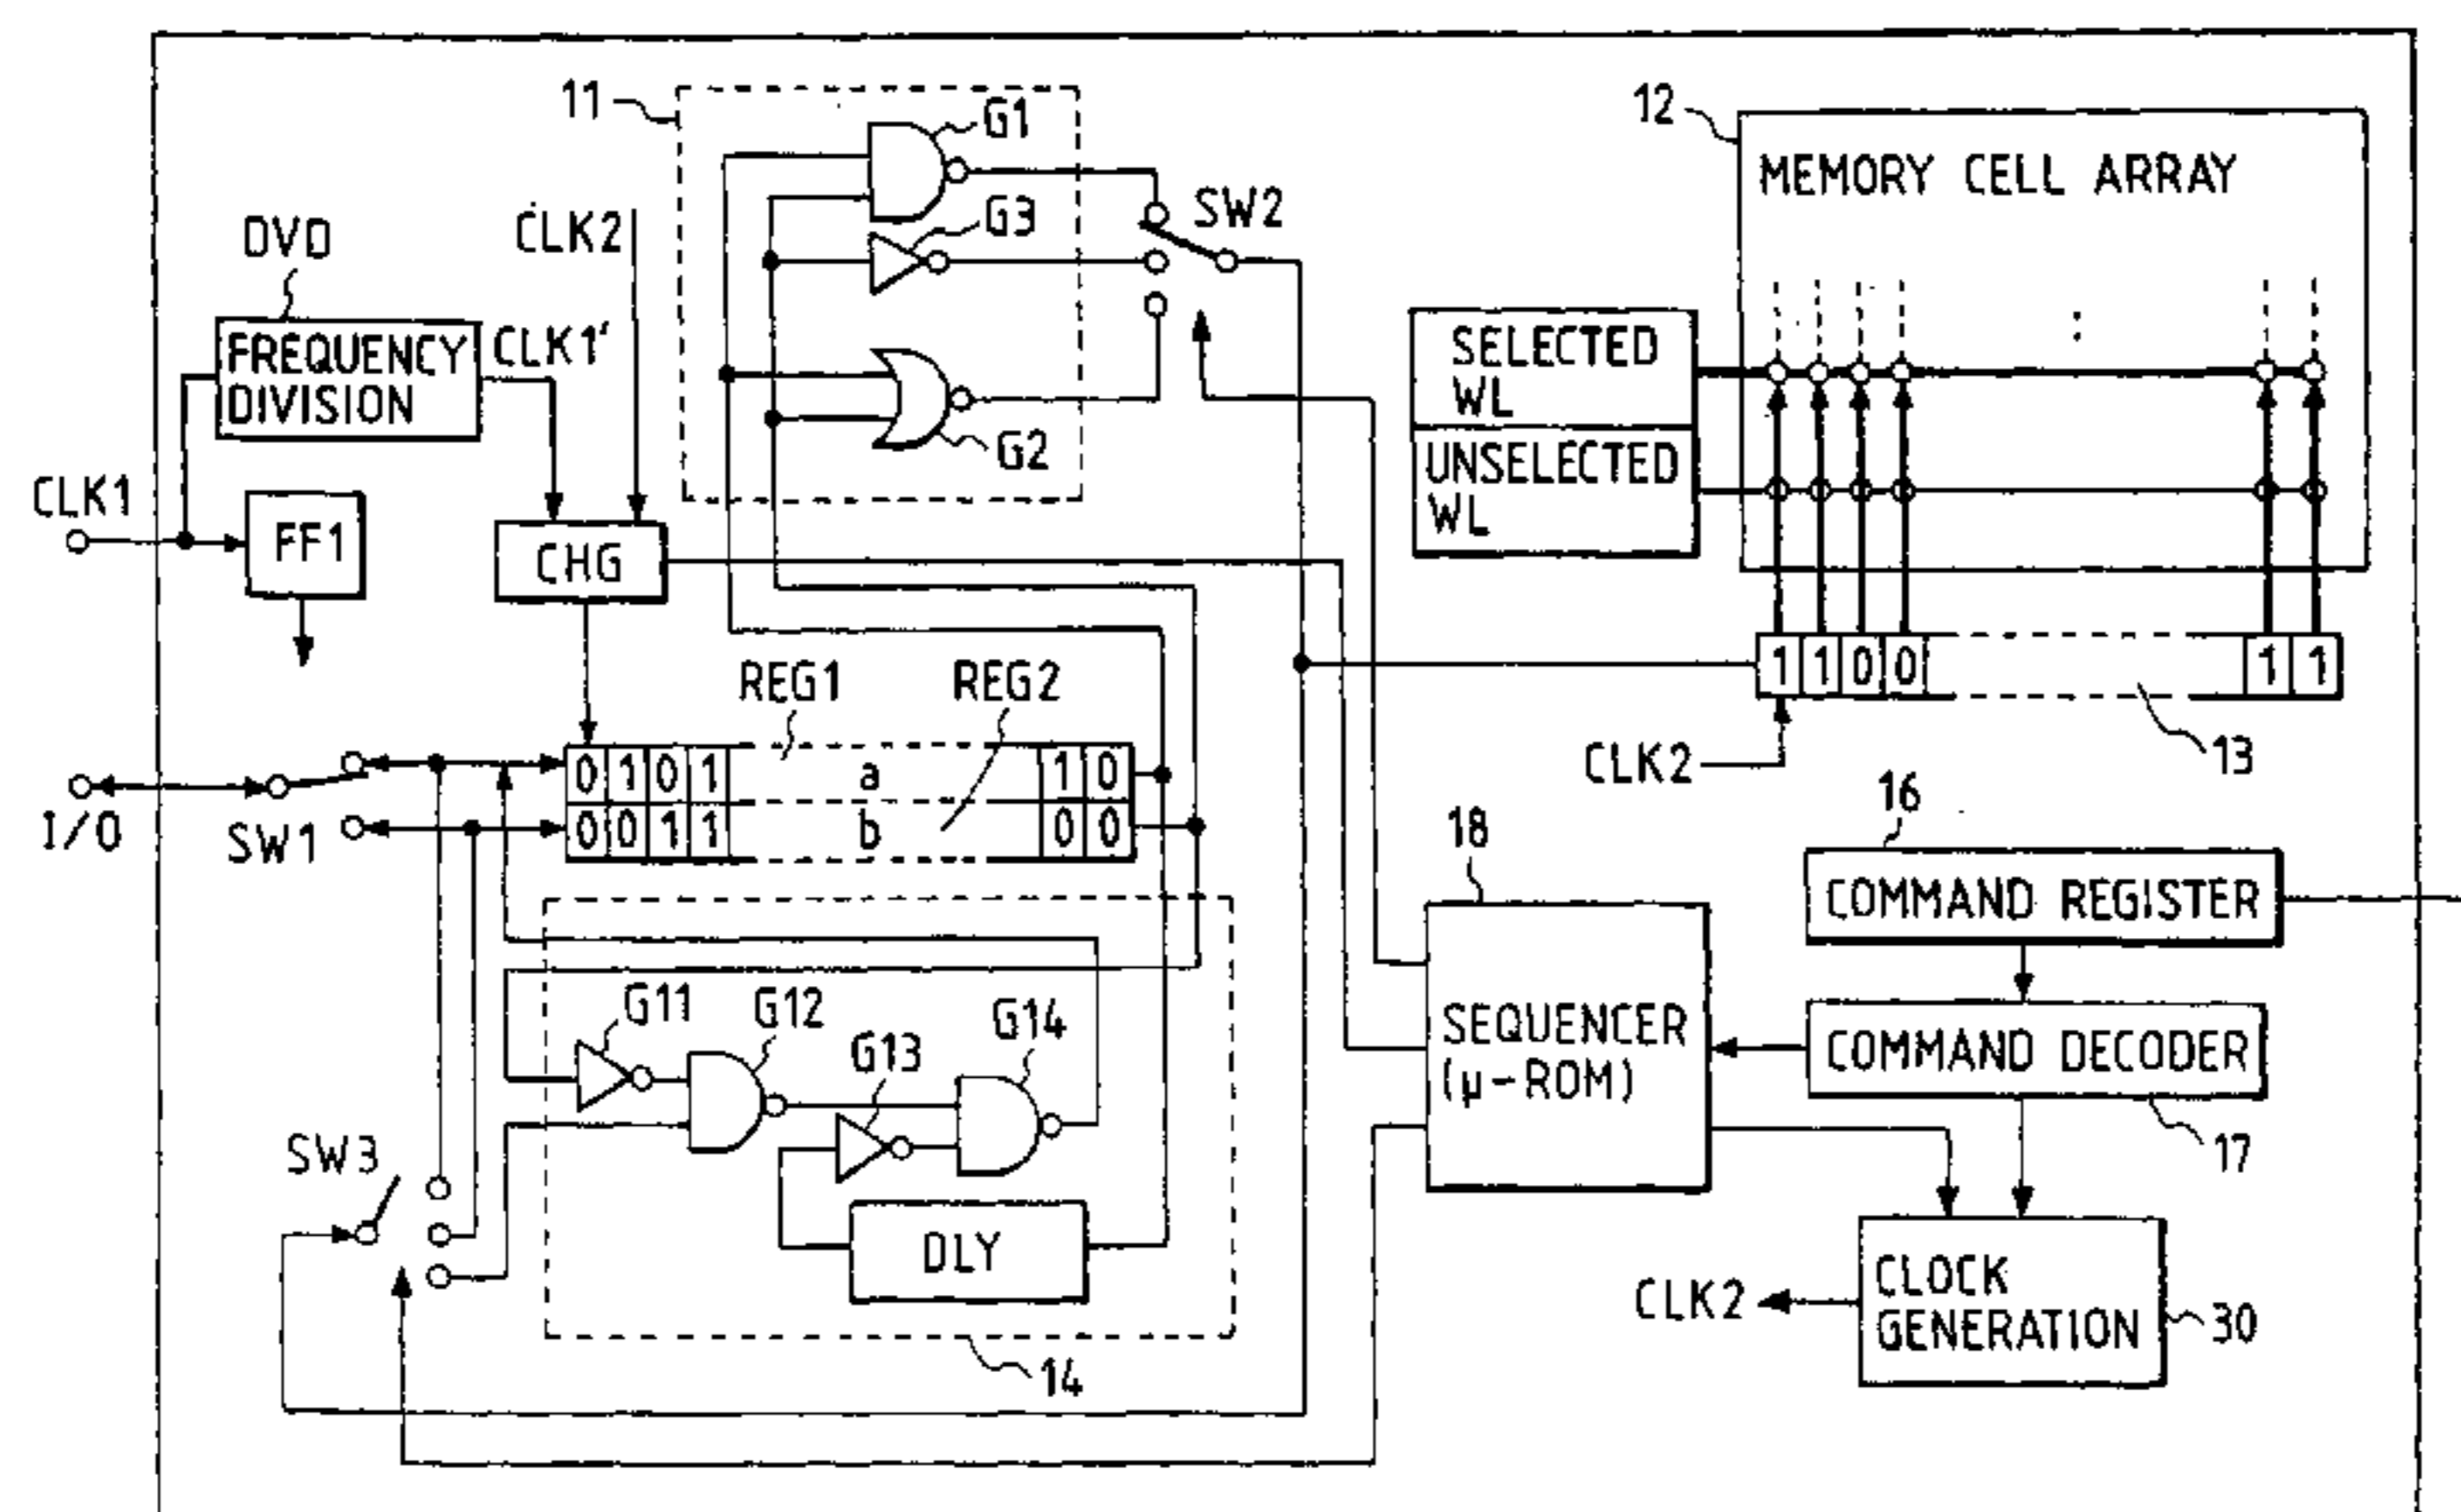 11
G1
12
MEMORY CELL ARRAY
DVD
CLK2
G3
SW2
FREQUENCY
DIVISION
CLK1'
SELECTED
WL
G2
UNSELECTED
WL
CLK1
FF1
CHG
REG1
REG2
1 1 0 0 1 1
CLK2
13
I/O
SW1
0 1 0 1 a 1 0
0 0 1 1 b 0 0
18
16
COMMAND REGISTER
G11
G12
G13
G14
SEQUENCER
(μ-ROM)
COMMAND DECODER
17
SW3
DLY
CLK2
CLOCK
GENERATION
30
14